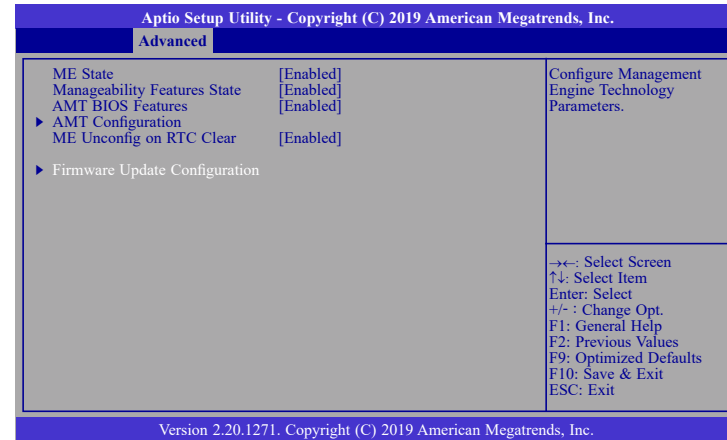 Aptio Setup Utility - Copyright (C) 2019 American Megatrends, Inc.
Advanced
ME State [Enabled]
Manageability Features State [Enabled]
AMT BIOS Features [Enabled]
AMT Configuration
ME Unconfig on RTC Clear [Enabled]
Firmware Update Configuration
Configure Management
Engine Technology
Parameters.
→←: Select Screen
↑↓: Select Item
Enter: Select
+/- : Change Opt.
F1: General Help
F2: Previous Values
F9: Optimized Defaults
F10: Save & Exit
ESC: Exit
Version 2.20.1271. Copyright (C) 2019 American Megatrends, Inc.